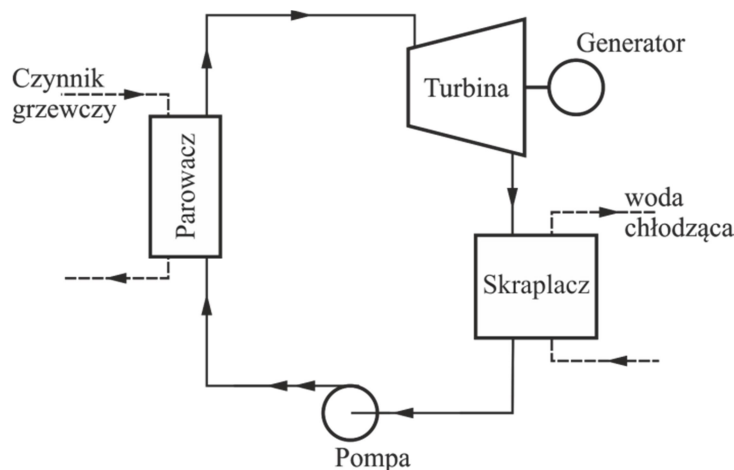 Generator
Czynnik
grzewczy
Turbina
Parowacz
woda
chłodząca
Skraplacz
Pompa